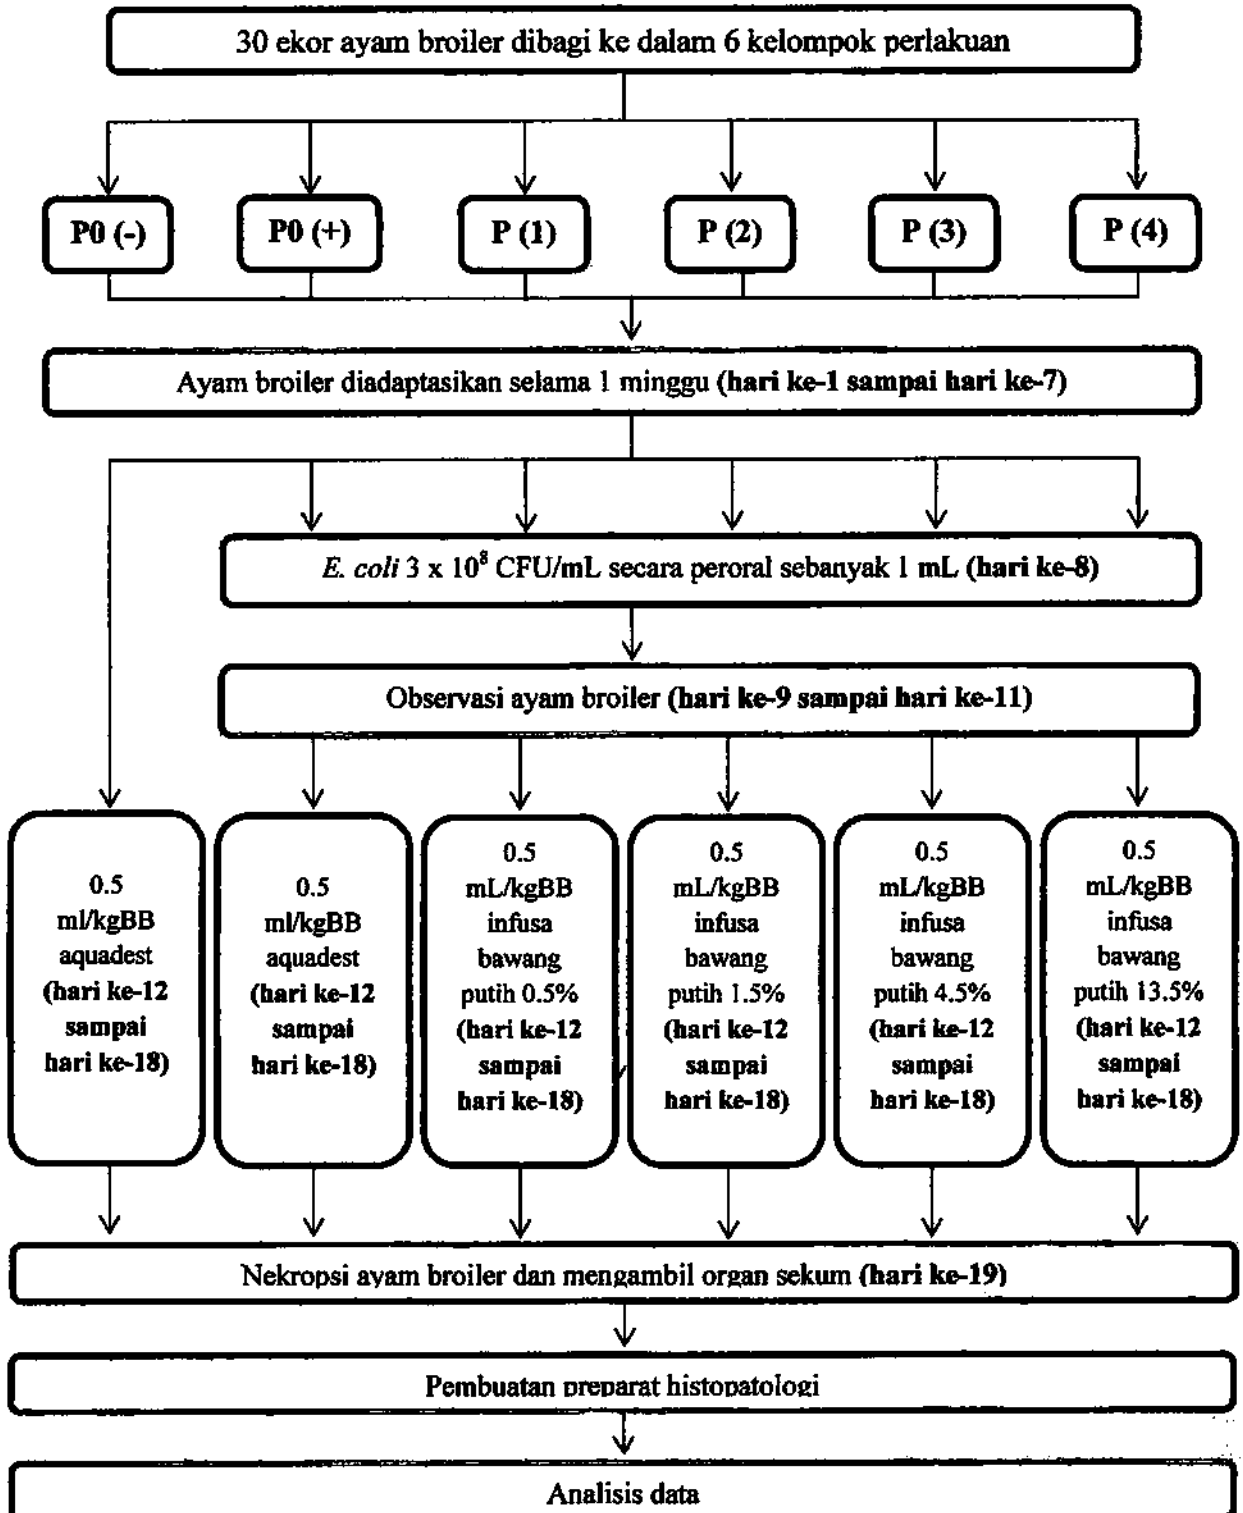 30 ekor ayam broiler dibagi ke dalam 6 kelompok perlakuan
P0 (-)
P0 (+)
P (1)
P (2)
P (3)
P (4)
Ayam broiler diadaptasikan selama 1 minggu (hari ke-1 sampai hari ke-7)
E. coli 3 x 10⁸ CFU/mL secara peroral sebanyak 1 mL (hari ke-8)
Observasi ayam broiler (hari ke-9 sampai hari ke-11)
0.5
ml/kgBB
aquadest
(hari ke-12
sampai
hari ke-18)
0.5
ml/kgBB
aquadest
(hari ke-12
sampai
hari ke-18)
0.5
mL/kgBB
infusa
bawang
putih 0.5%
(hari ke-12
sampai
hari ke-18)
0.5
mL/kgBB
infusa
bawang
putih 1.5%
(hari ke-12
sampai
hari ke-18)
0.5
mL/kgBB
infusa
bawang
putih 4.5%
(hari ke-12
sampai
hari ke-18)
0.5
mL/kgBB
infusa
bawang
putih 13.5%
(hari ke-12
sampai
hari ke-18)
Nekropsi ayam broiler dan mengambil organ sekum (hari ke-19)
Pembuatan preparat histopatologi
Analisis data